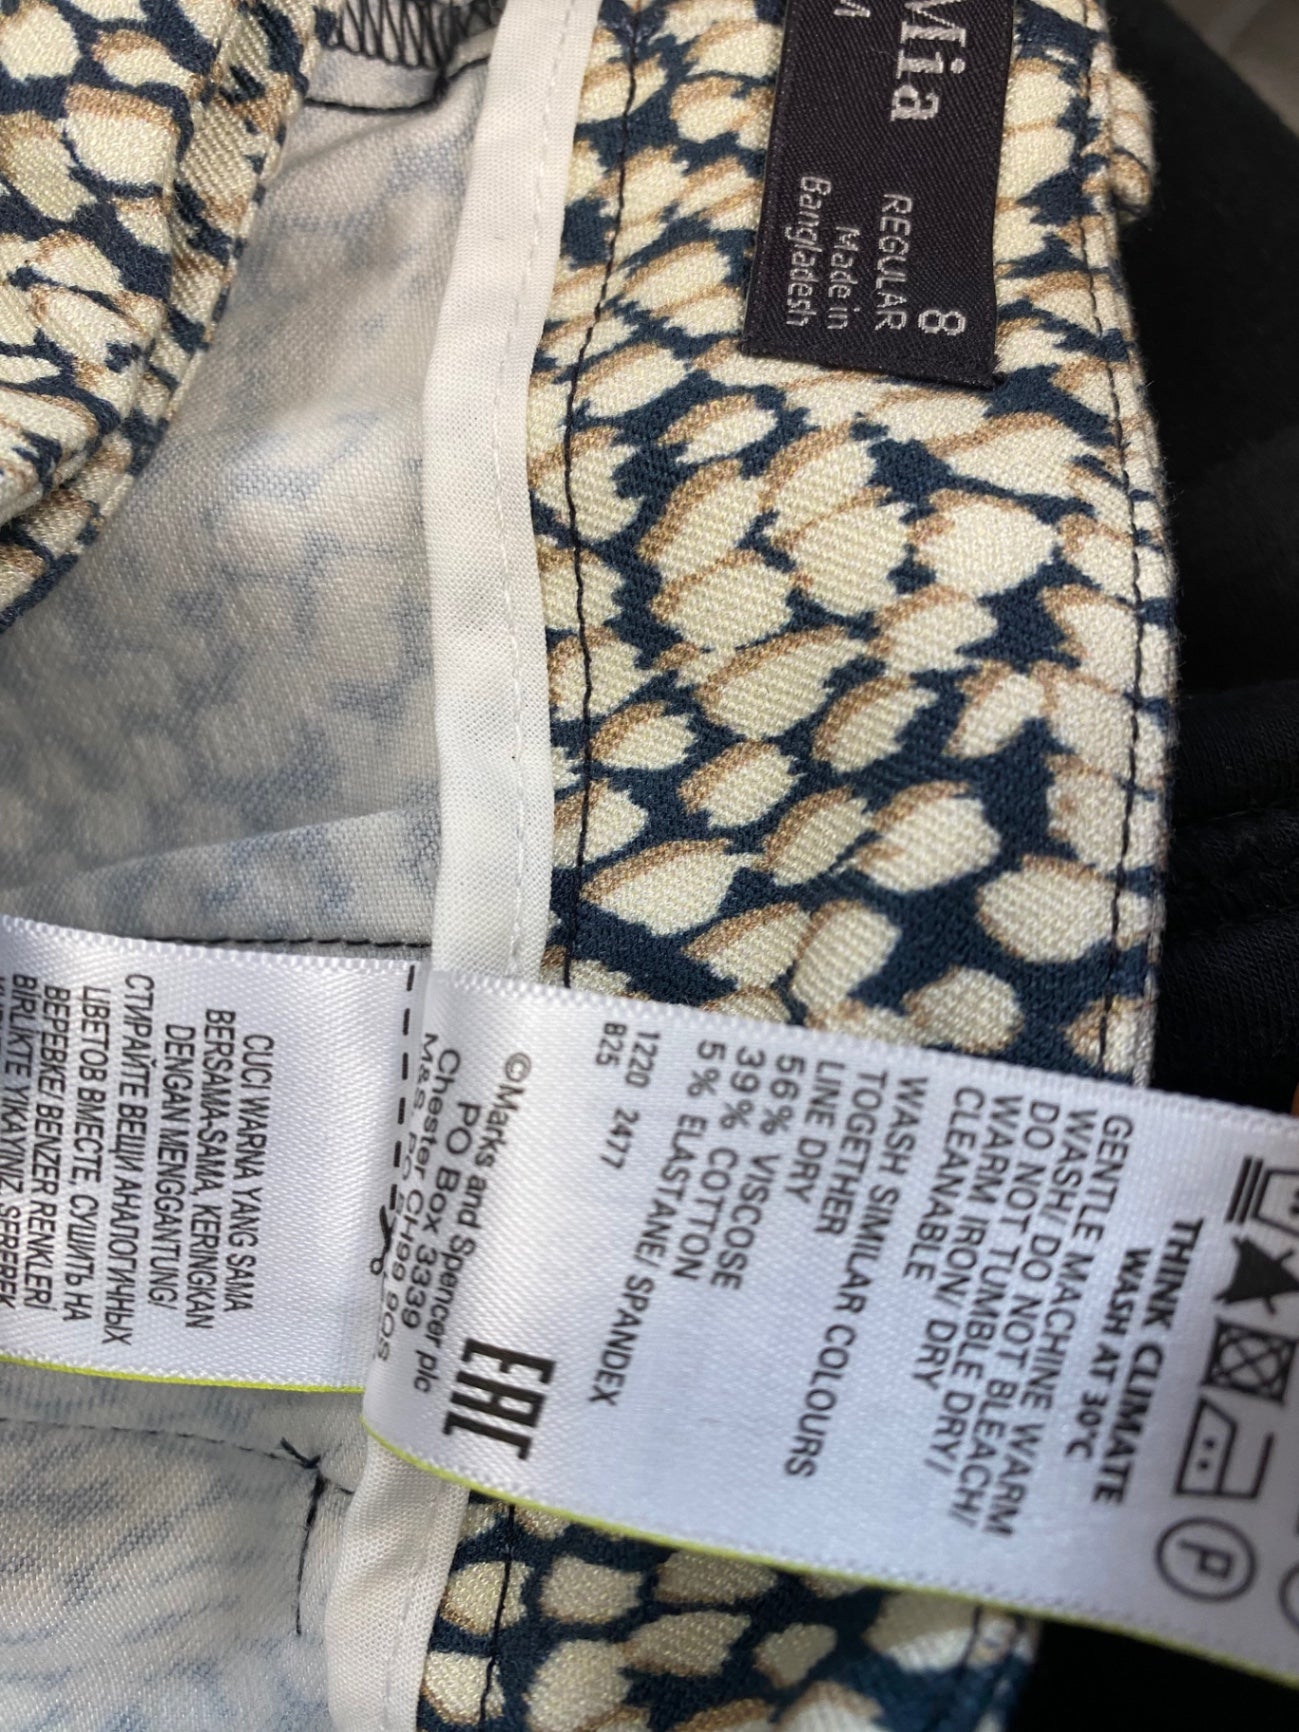 Mia
M
8
REGULAR
Made in
Bangladesh
THINK CLIMATE
WASH AT 30°C
GENTLE MACHINE WARM
WASH/ DO NOT BLEACH/
DO NOT TUMBLE DRY/
WARM IRON/ DRY
CLEANABLE
WASH SIMILAR COLOURS
TOGETHER
LINE DRY
56% VISCOSE
39% COTTON
5% ELASTANE/ SPANDEX
1220 2477
825
EAC
©Marks and Spencer plc
PO Box 3339
Chester CH99 9QS
M&S PO
CUCI WARNA YANG SAMA
BERSAMA-SAMA, KERINGKAN
DENGAN MENGGANTUNG/
СТИРАЙТЕ ВЕЩИ АНАЛОГИЧНЫХ
ЦВЕТОВ ВМЕСТЕ. СУШИТЬ НА
ВЕРЕВКЕ/ BENZER RENKLERİ
BİRLİKTE YIKAYINIZ, SEREREK
P